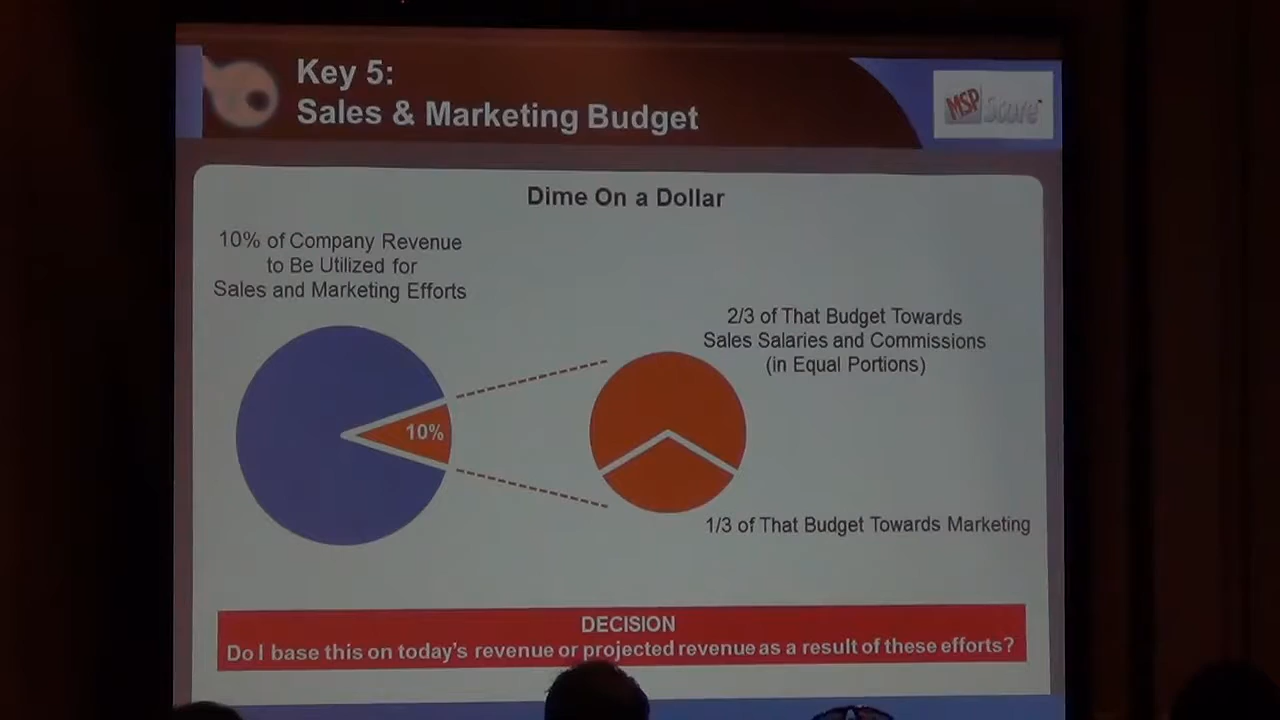 Key 5:
Sales & Marketing Budget
MSP Score
Dime On a Dollar
10% of Company Revenue
to Be Utilized for
Sales and Marketing Efforts
2/3 of That Budget Towards
Sales Salaries and Commissions
(in Equal Portions)
10%
1/3 of That Budget Towards Marketing
DECISION
Do I base this on today's revenue or projected revenue as a result of these efforts?